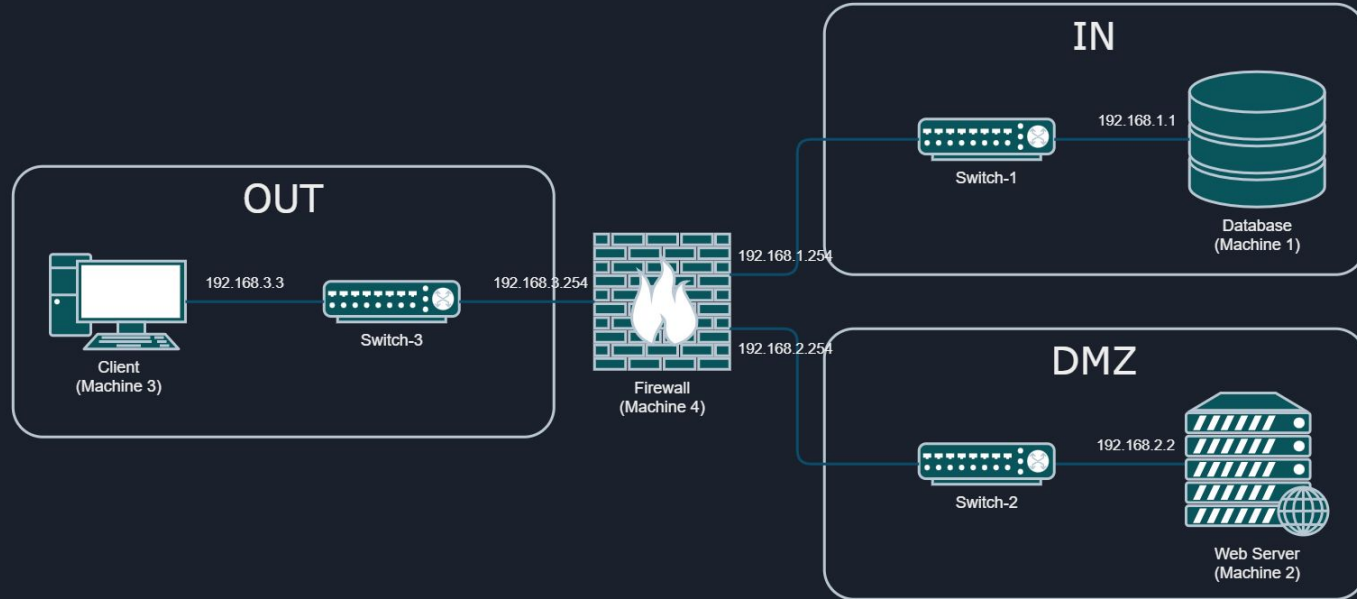 IN
192.168.1.1
Switch-1
Database
(Machine 1)
OUT
192.168.3.3
192.168.3.254
Switch-3
Client
(Machine 3)
192.168.1.254
192.168.2.254
Firewall
(Machine 4)
DMZ
192.168.2.2
Switch-2
Web Server
(Machine 2)